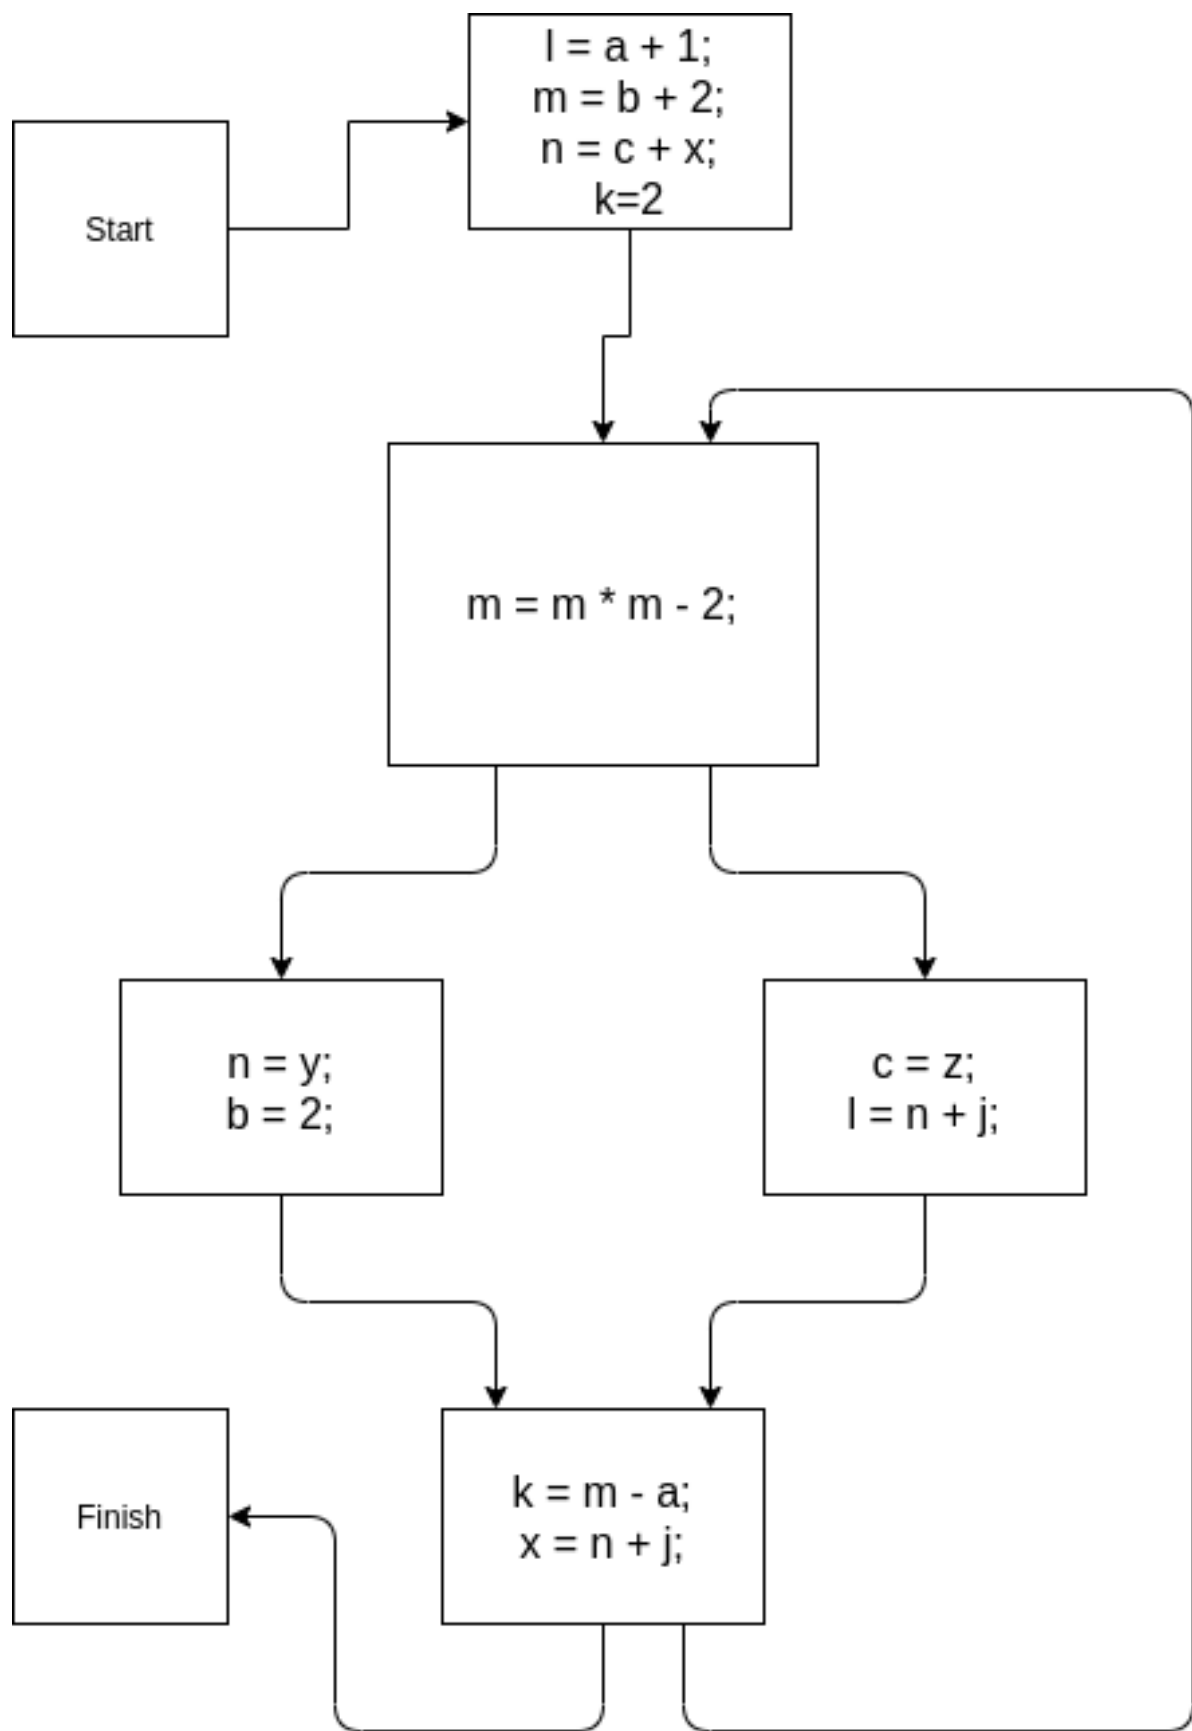 l = a + 1;
m = b + 2;
n = c + x;
k=2
Start
m = m * m - 2;
n = y;
b = 2;
c = z;
l = n + j;
k = m - a;
x = n + j;
Finish